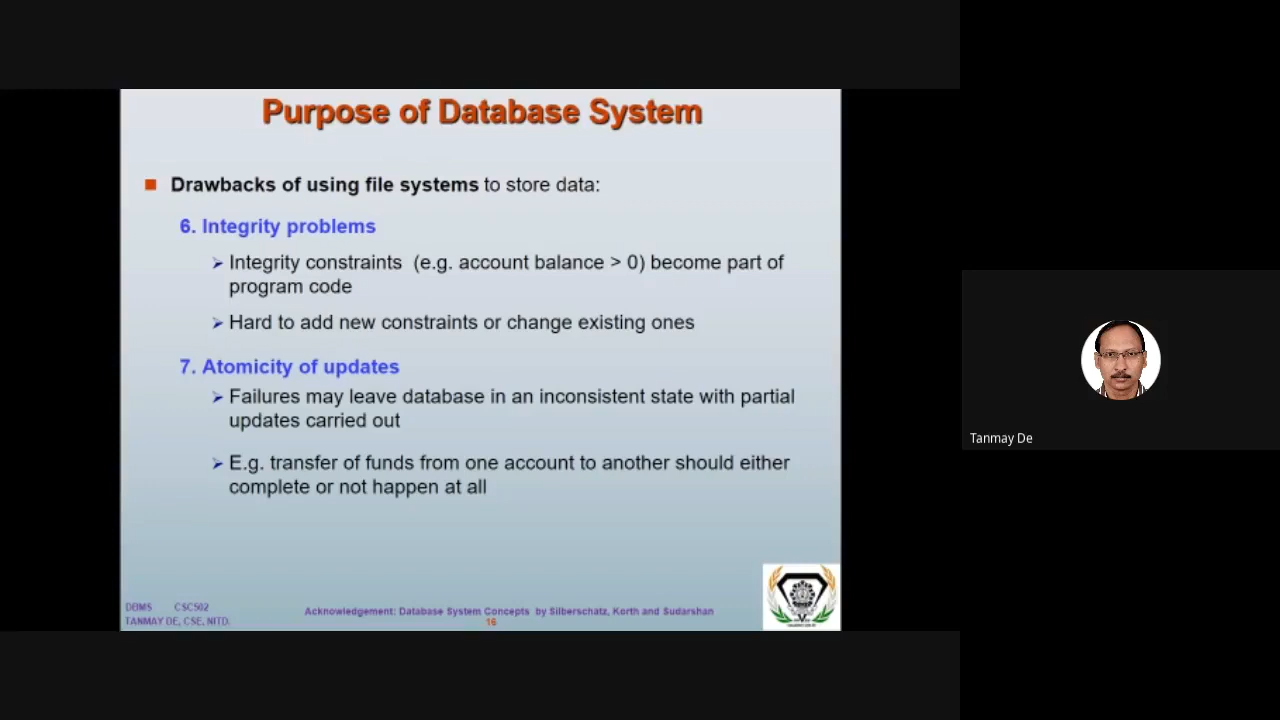 Purpose of Database System
Drawbacks of using file systems to store data:
6. Integrity problems
Integrity constraints (e.g. account balance > 0) become part of
program code
Hard to add new constraints or change existing ones
7. Atomicity of updates
Failures may leave database in an inconsistent state with partial
updates carried out
E.g. transfer of funds from one account to another should either
complete or not happen at all
DBMS CSC502
TANMAY DE, CSE, NITD.
Acknowledgement: Database System Concepts by Silberschatz, Korth and Sudarshan
16
Tanmay De